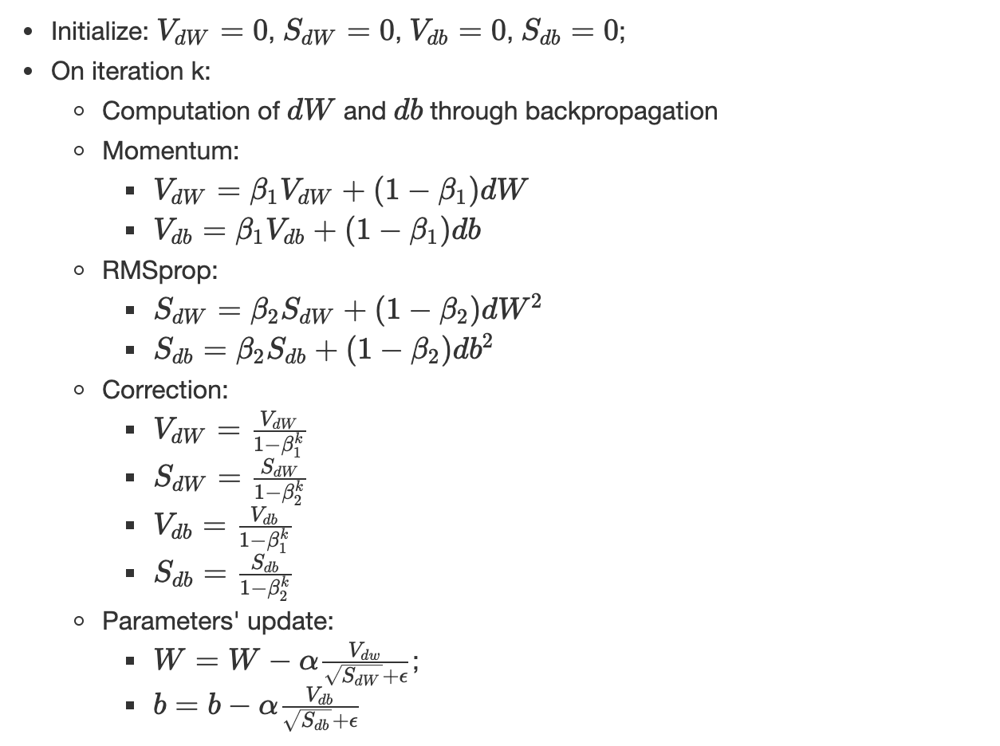 • Initialize: $V_{dW} = 0, S_{dW} = 0, V_{db} = 0, S_{db} = 0$;
• On iteration k:
◦ Computation of $dW$ and $db$ through backpropagation
◦ Momentum:
▪ $V_{dW} = \beta_1 V_{dW} + (1 - \beta_1)dW$
▪ $V_{db} = \beta_1 V_{db} + (1 - \beta_1)db$
◦ RMSprop:
▪ $S_{dW} = \beta_2 S_{dW} + (1 - \beta_2)dW^2$
▪ $S_{db} = \beta_2 S_{db} + (1 - \beta_2)db^2$
◦ Correction:
▪ $V_{dW} = \frac{V_{dW}}{1-\beta_1^k}$
▪ $S_{dW} = \frac{S_{dW}}{1-\beta_2^k}$
▪ $V_{db} = \frac{V_{db}}{1-\beta_1^k}$
▪ $S_{db} = \frac{S_{db}}{1-\beta_2^k}$
◦ Parameters' update:
▪ $W = W - \alpha\frac{V_{dw}}{\sqrt{S_{dW}}+\epsilon}$;
▪ $b = b - \alpha\frac{V_{db}}{\sqrt{S_{db}}+\epsilon}$